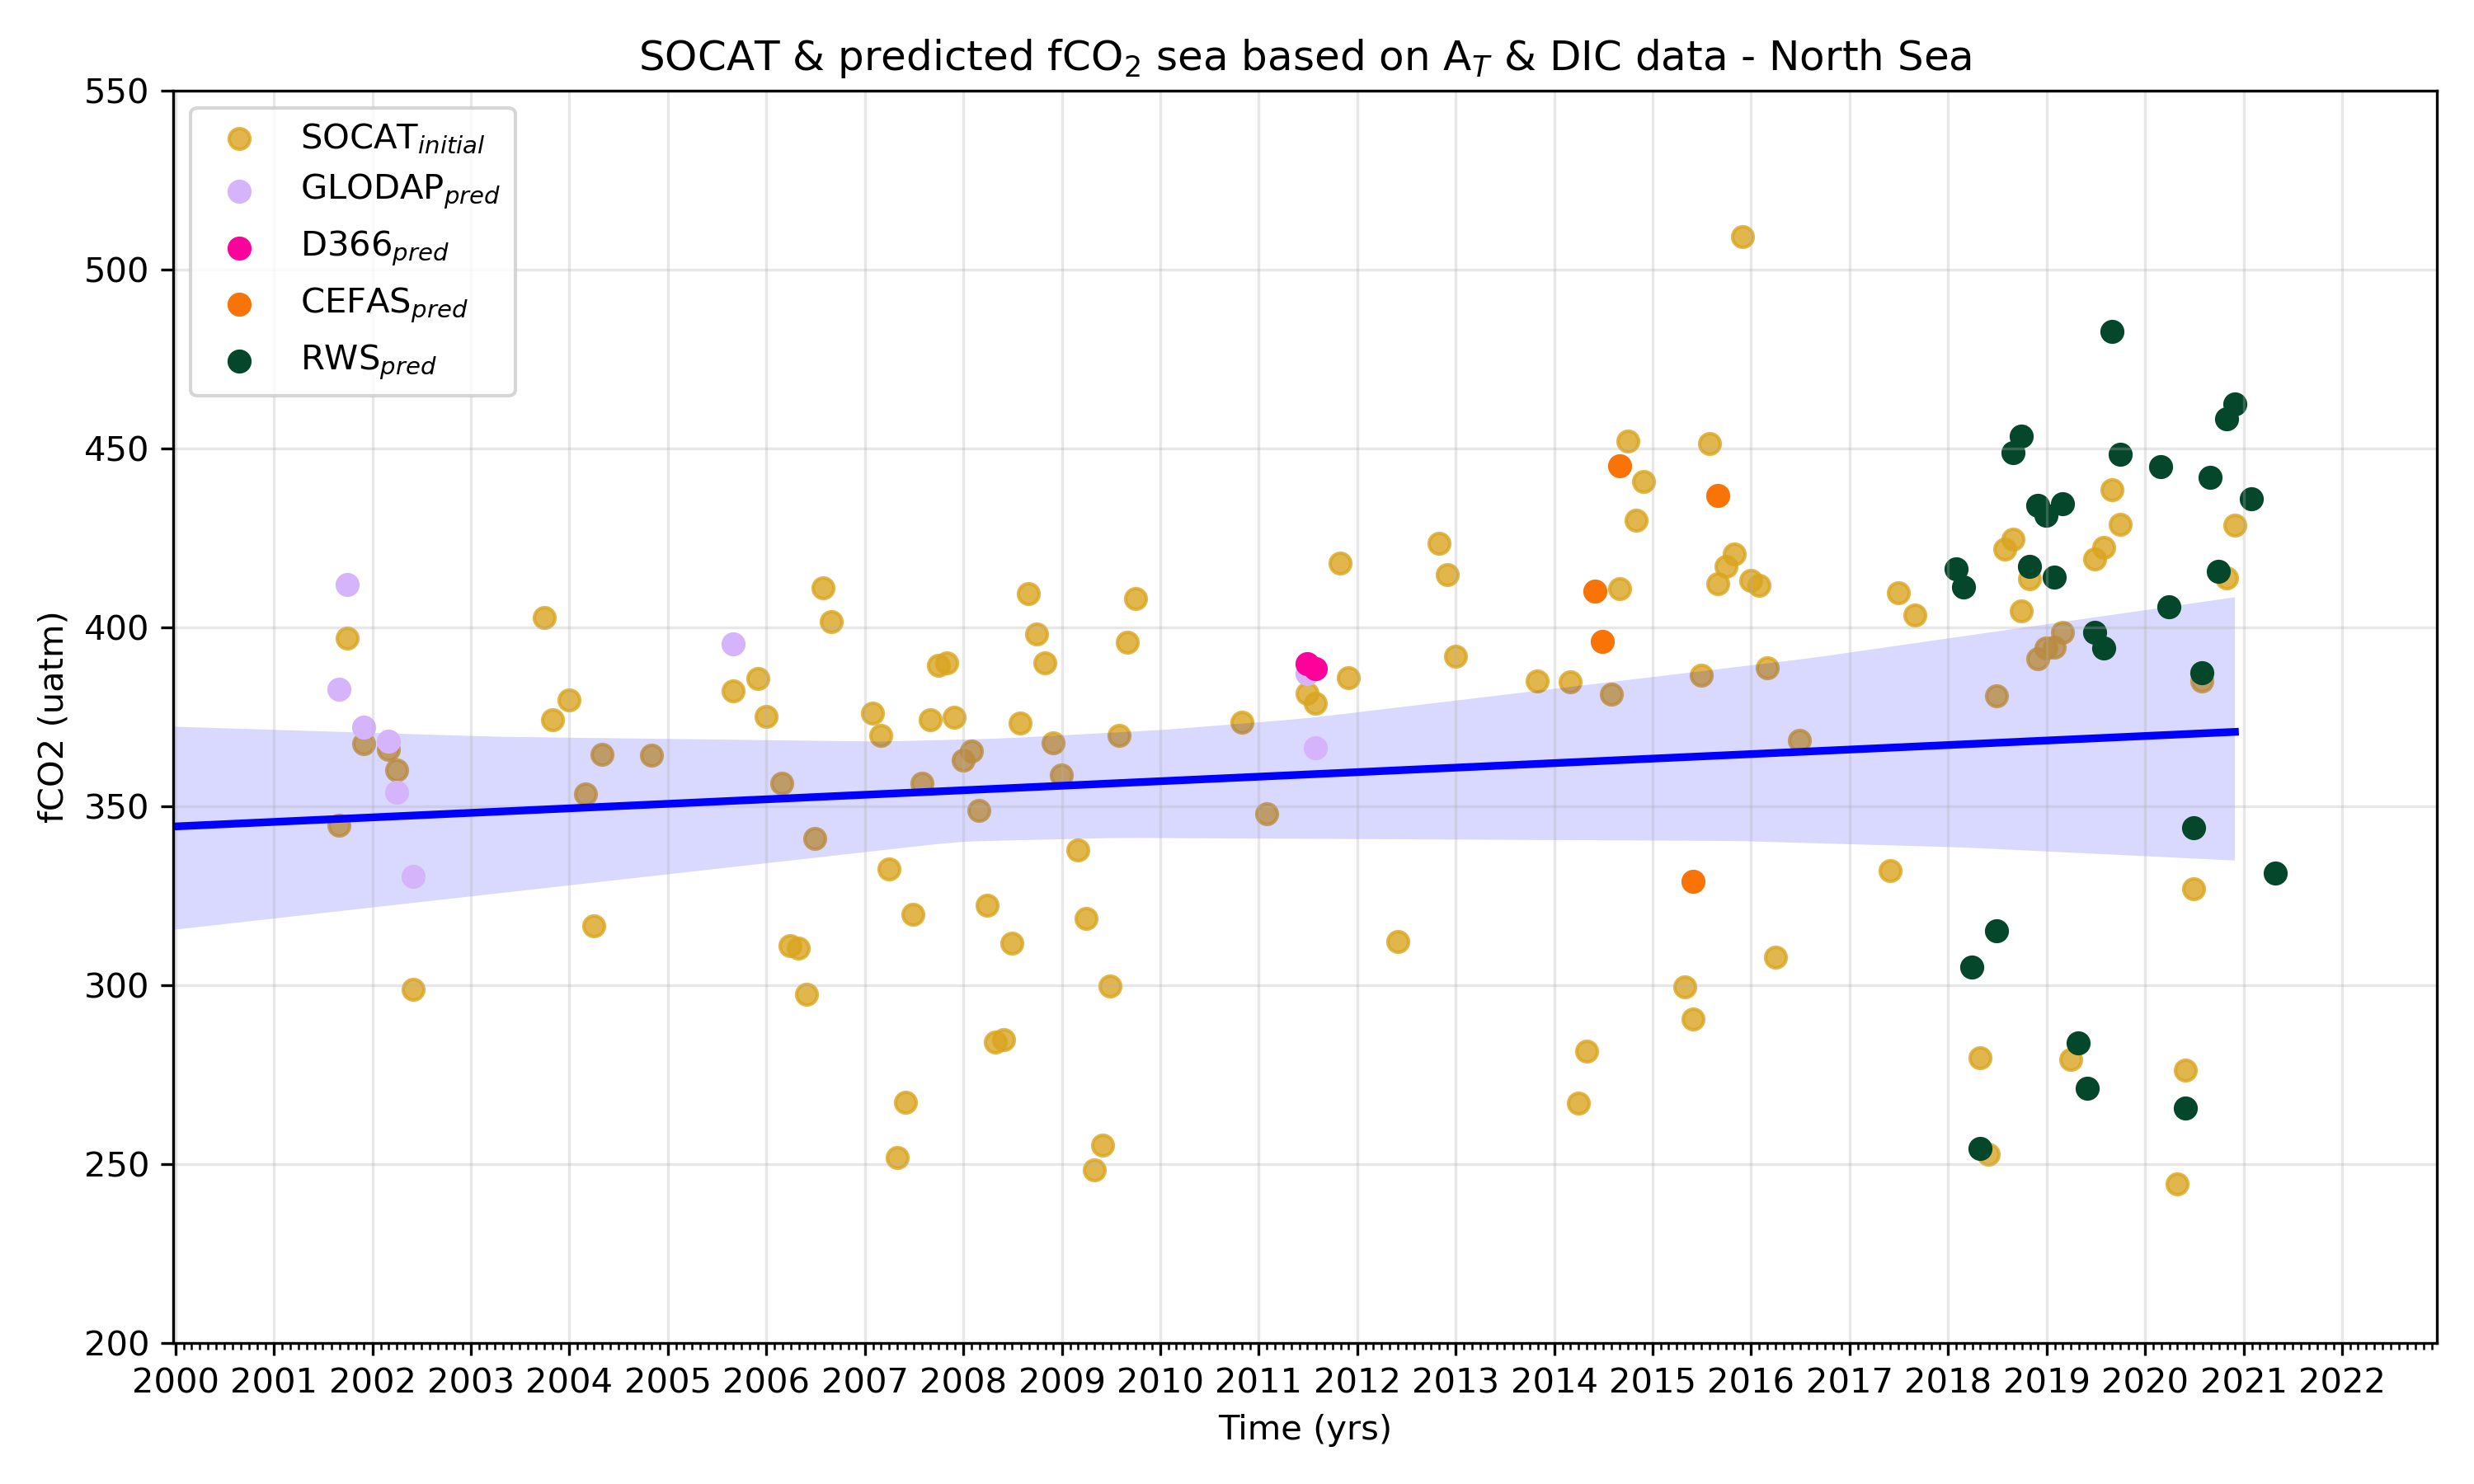 SOCAT & predicted fCO₂ sea based on A_T & DIC data - North Sea
550
500
450
400
350
300
250
200
fCO2 (uatm)
SOCAT_initial
GLODAP_pred
D366_pred
CEFAS_pred
RWS_pred
2000 2001 2002 2003 2004 2005 2006 2007 2008 2009 2010 2011 2012 2013 2014 2015 2016 2017 2018 2019 2020 2021 2022
Time (yrs)